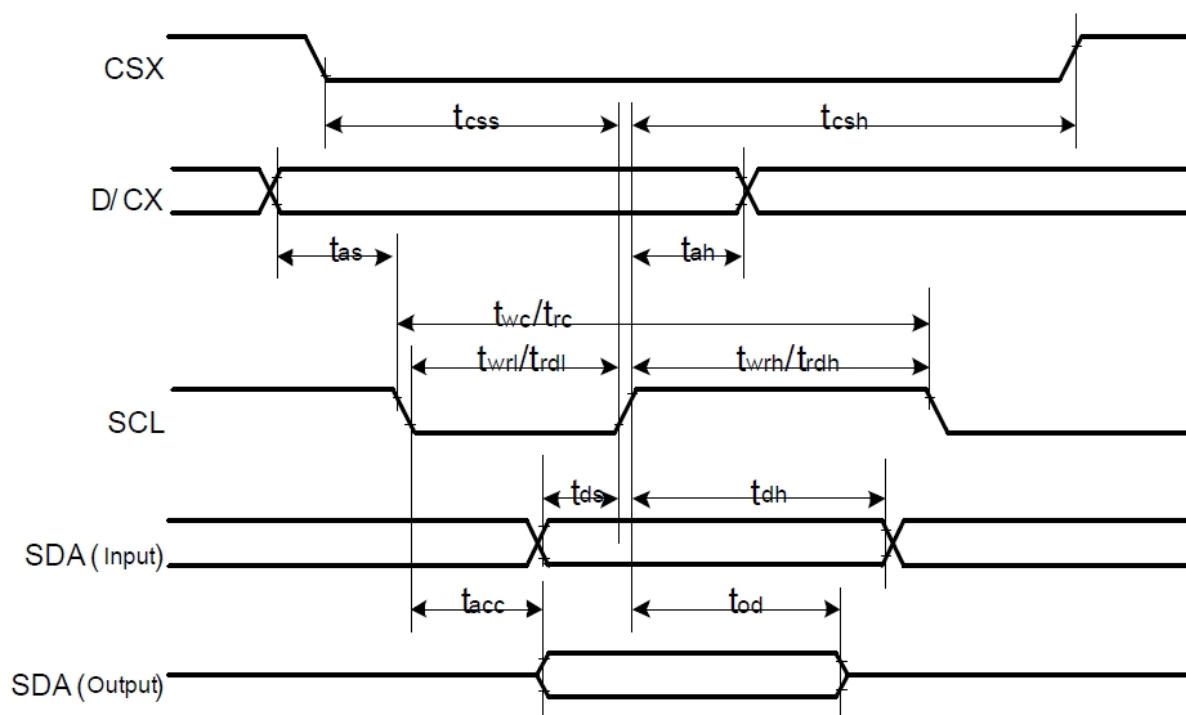 CSX
tcss
tcsh
D/CX
tas
tah
twc/trc
twrl/trdl
twrh/trdh
SCL
tds
tdh
SDA (Input)
tacc
tod
SDA (Output)